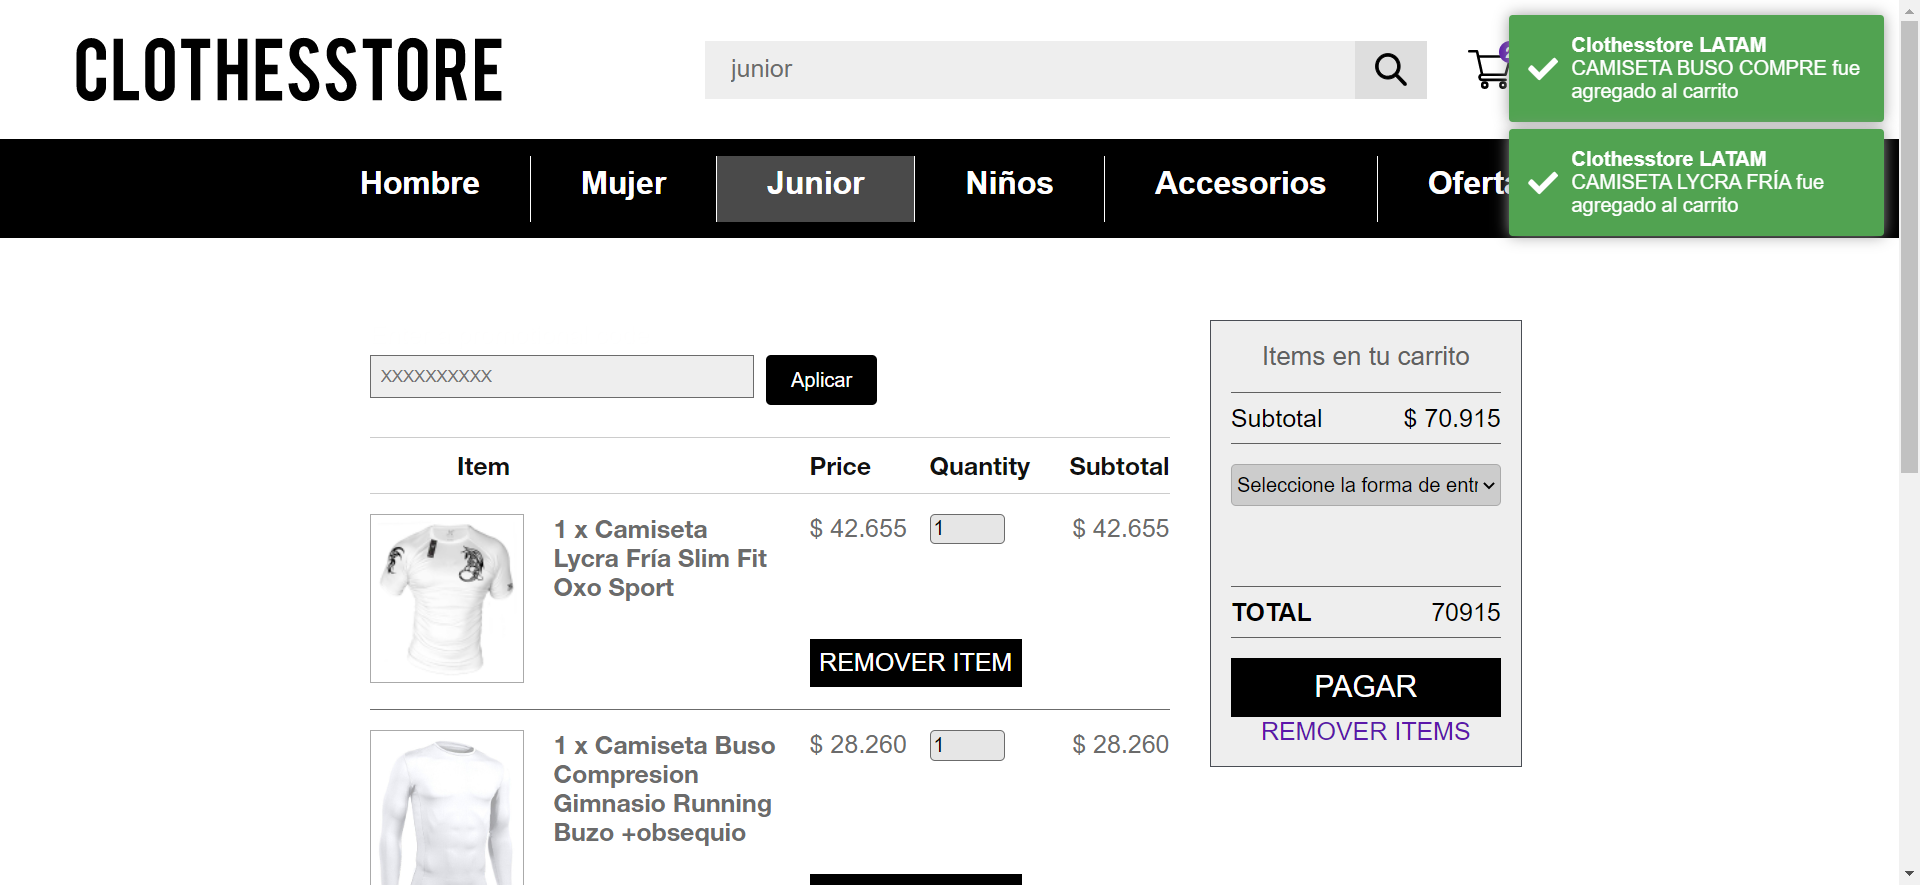 CLOTHESSTORE
junior
Clothesstore LATAM
CAMISETA BUSO COMPRE fue
agregado al carrito
Clothesstore LATAM
CAMISETA LYCRA FRÍA fue
agregado al carrito
Hombre
Mujer
Junior
Niños
Accesorios
Oferta
XXXXXXXXXX
Aplicar
Item Price Quantity Subtotal
1 x Camiseta
Lycra Fría Slim Fit
Oxo Sport
$ 42.655
1
$ 42.655
REMOVER ITEM
1 x Camiseta Buso
Compresion
Gimnasio Running
Buzo +obsequio
$ 28.260
1
$ 28.260
Items en tu carrito
Subtotal $ 70.915
Seleccione la forma de entr
TOTAL 70915
PAGAR
REMOVER ITEMS